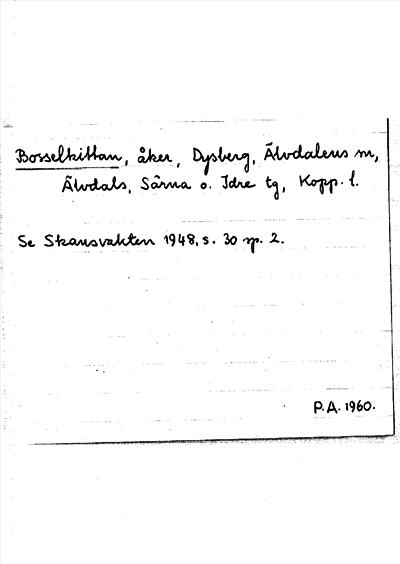 Bosselkittan, åker, Dysberg, Älvdalens m,
Älvdals, Särna o. Idre tg, Kopp. l.
Se Skansvakten 1948, s. 30 sp. 2.
P.A. 1960.